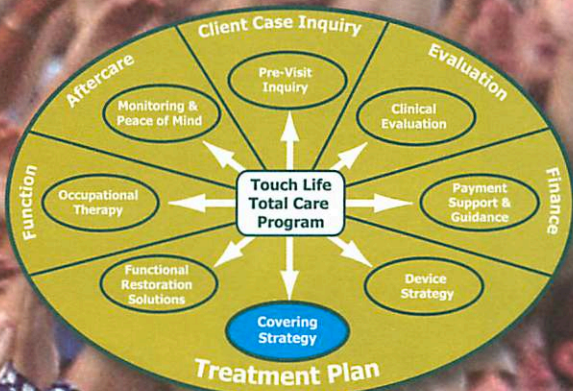 Client Case Inquiry
Pre-Visit
Inquiry
Evaluation
Clinical
Evaluation
Finance
Payment
Support &
Guidance
Treatment Plan
Device
Strategy
Covering
Strategy
Functional
Restoration
Solutions
Function
Occupational
Therapy
Aftercare
Monitoring &
Peace of Mind
Touch Life
Total Care
Program